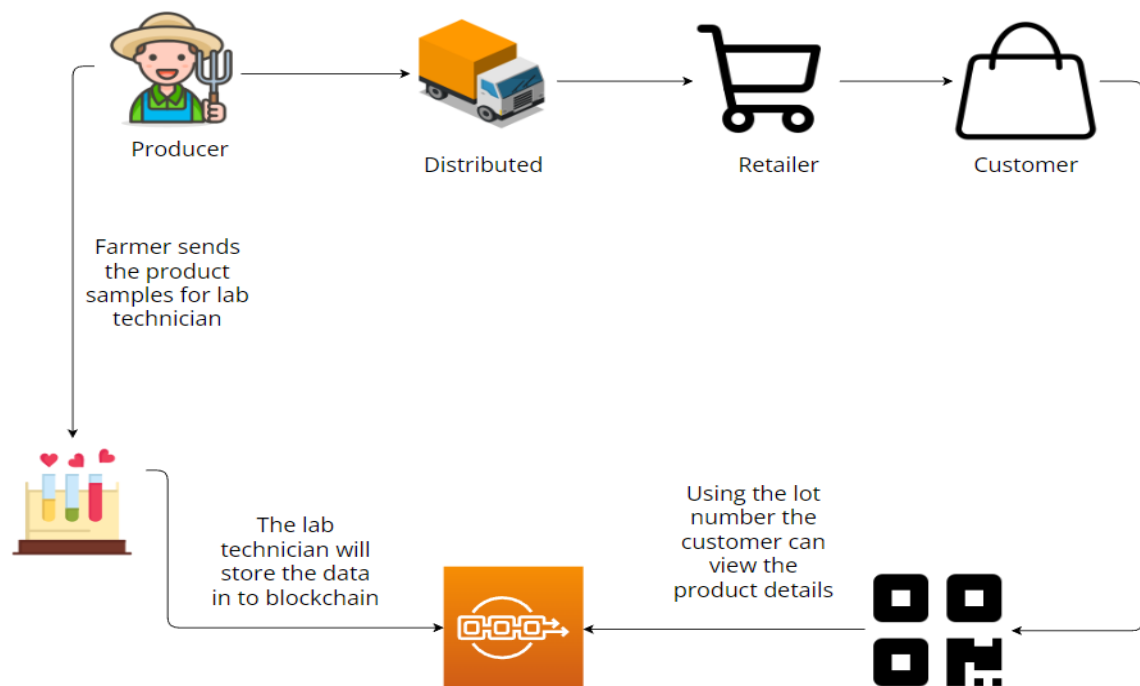 Producer
Distributed
Retailer
Customer
Farmer sends
the product
samples for lab
technician
The lab
technician will
store the data
in to blockchain
Using the lot
number the
customer can
view the
product details